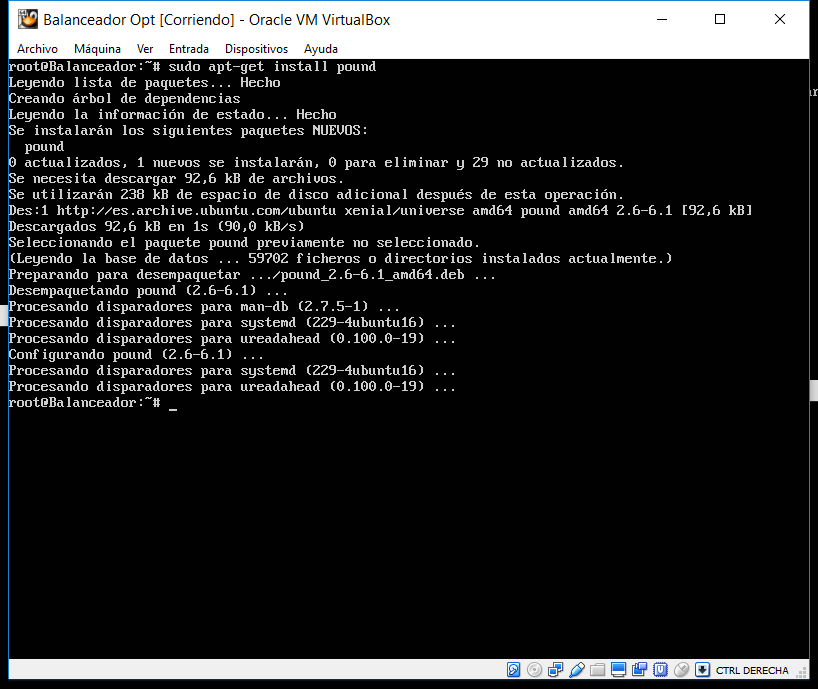 Balanceador Opt [Corriendo] - Oracle VM VirtualBox
Archivo Máquina Ver Entrada Dispositivos Ayuda
root@Balanceador:~# sudo apt-get install pound
Leyendo lista de paquetes... Hecho
Creando árbol de dependencias
Leyendo la información de estado... Hecho
Se instalarán los siguientes paquetes NUEVOS:
pound
0 actualizados, 1 nuevos se instalarán, 0 para eliminar y 29 no actualizados.
Se necesita descargar 92,6 kB de archivos.
Se utilizarán 238 kB de espacio de disco adicional después de esta operación.
Des:1 http://es.archive.ubuntu.com/ubuntu xenial/universe amd64 pound amd64 2.6-6.1 [92,6 kB]
Descargados 92,6 kB en 1s (90,0 kB/s)
Seleccionando el paquete pound previamente no seleccionado.
(Leyendo la base de datos ... 59702 ficheros o directorios instalados actualmente.)
Preparando para desempaquetar .../pound_2.6-6.1_amd64.deb ...
Desempaquetando pound (2.6-6.1) ...
Procesando disparadores para man-db (2.7.5-1) ...
Procesando disparadores para systemd (229-4ubuntu16) ...
Procesando disparadores para ureadahead (0.100.0-19) ...
Configurando pound (2.6-6.1) ...
Procesando disparadores para systemd (229-4ubuntu16) ...
Procesando disparadores para ureadahead (0.100.0-19) ...
root@Balanceador:~# _
CTRL DERECHA